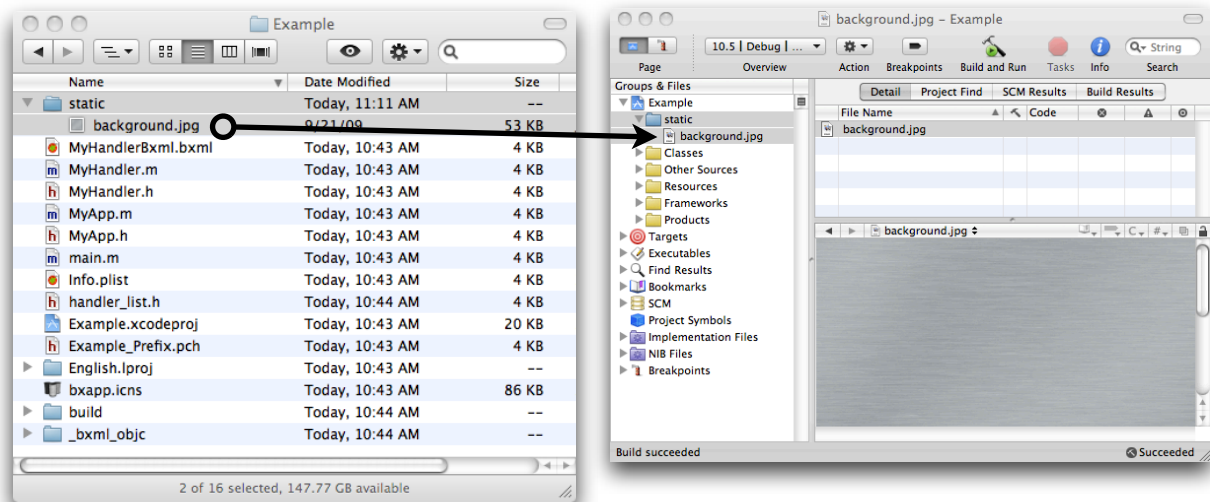 Example
Name Date Modified Size
static Today, 11:11 AM --
background.jpg 9/21/09 53 KB
MyHandlerBxml.bxml Today, 10:43 AM 4 KB
MyHandler.m Today, 10:43 AM 4 KB
MyHandler.h Today, 10:43 AM 4 KB
MyApp.m Today, 10:43 AM 4 KB
MyApp.h Today, 10:43 AM 4 KB
main.m Today, 10:43 AM 4 KB
Info.plist Today, 10:43 AM 4 KB
handler_list.h Today, 10:44 AM 4 KB
Example.xcodeproj Today, 10:43 AM 20 KB
Example_Prefix.pch Today, 10:43 AM 4 KB
English.lproj Today, 10:43 AM --
bxapp.icns Today, 10:43 AM 86 KB
build Today, 10:44 AM --
_bxml_objc Today, 10:44 AM --
2 of 16 selected, 147.77 GB available
background.jpg – Example
10.5 | Debug | ...
String
Page Overview Action Breakpoints Build and Run Tasks Info Search
Groups & Files
Example
static
background.jpg
Classes
Other Sources
Resources
Frameworks
Products
Targets
Executables
Find Results
Bookmarks
SCM
Project Symbols
Implementation Files
NIB Files
Breakpoints
Detail Project Find SCM Results Build Results
File Name Code
background.jpg
background.jpg C #
Build succeeded Succeeded